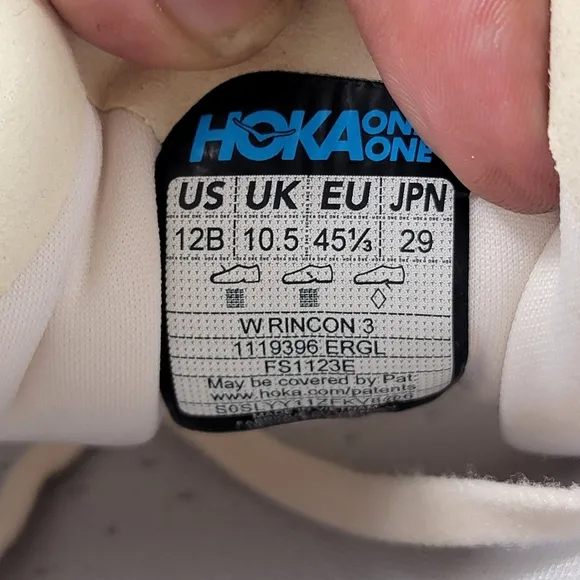 HOKA ONE ONE
US UK EU JPN
12B 10.5 45⅓ 29
W RINCON 3
1119396 ERGL
FS1123E
May be covered by Pat.
www.hoka.com/patents